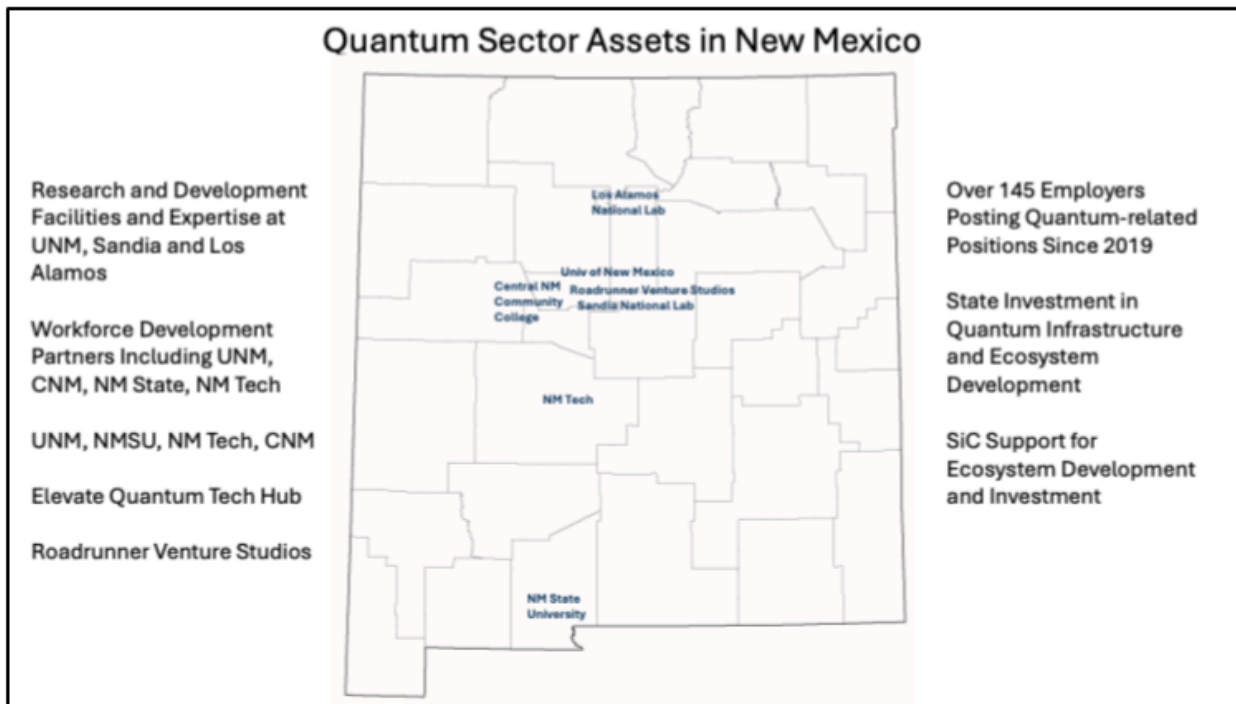 Quantum Sector Assets in New Mexico
Research and Development
Facilities and Expertise at
UNM, Sandia and Los
Alamos
Workforce Development
Partners Including UNM,
CNM, NM State, NM Tech
UNM, NMSU, NM Tech, CNM
Elevate Quantum Tech Hub
Roadrunner Venture Studios
Los Alamos
National Lab
Univ of New Mexico
Central NM
Community
College
Roadrunner Venture Studios
Sandia National Lab
NM Tech
NM State
University
Over 145 Employers
Posting Quantum-related
Positions Since 2019
State Investment in
Quantum Infrastructure
and Ecosystem
Development
SiC Support for
Ecosystem Development
and Investment